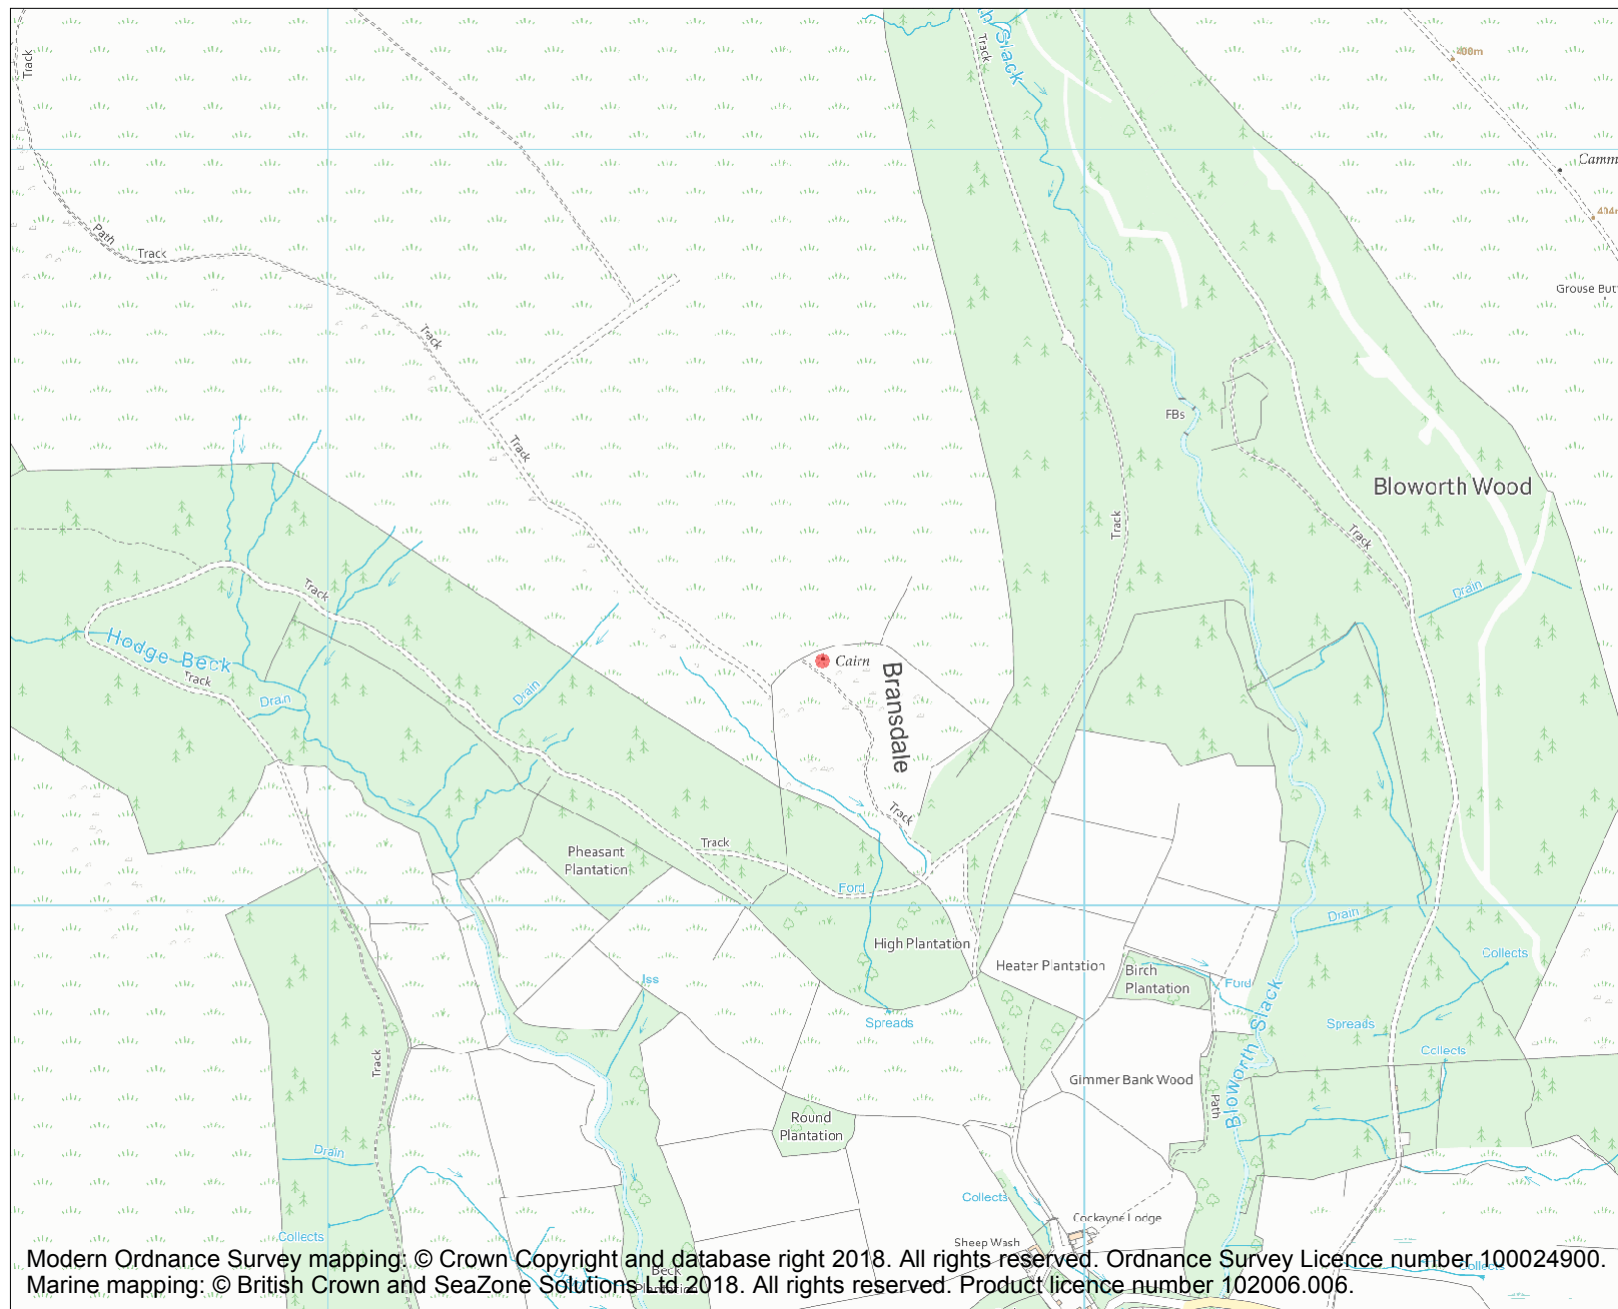 Track
Slack
Track
408m
Path
Track
Grouse
Track
FBs
Track
Bloworth Wood
Track
Track
Track
Drain
Hodge Beck
Track
Drain
Drain
Cairn
Bransdale
Track
Track
Pheasant
Plantation
Ford
Drain
High Plantation
Heater Plantation
Birch
Plantation
Collects
Iss
Ford
Spreads
Spreads
Collects
Track
Bloworth Slack
Gimmer Bank Wood
Path
Round
Plantation
Drain
Collects
Cockayne Lodge
Collects
Sheep Wash
Modern Ordnance Survey mapping: © Crown Copyright and database right 2018. All rights reserved. Ordnance Survey Licence number 100024900.
Beck
Plantation
Collects
Marine mapping: © British Crown and SeaZone Solutions Ltd 2018. All rights reserved. Product licence number 102006.006.